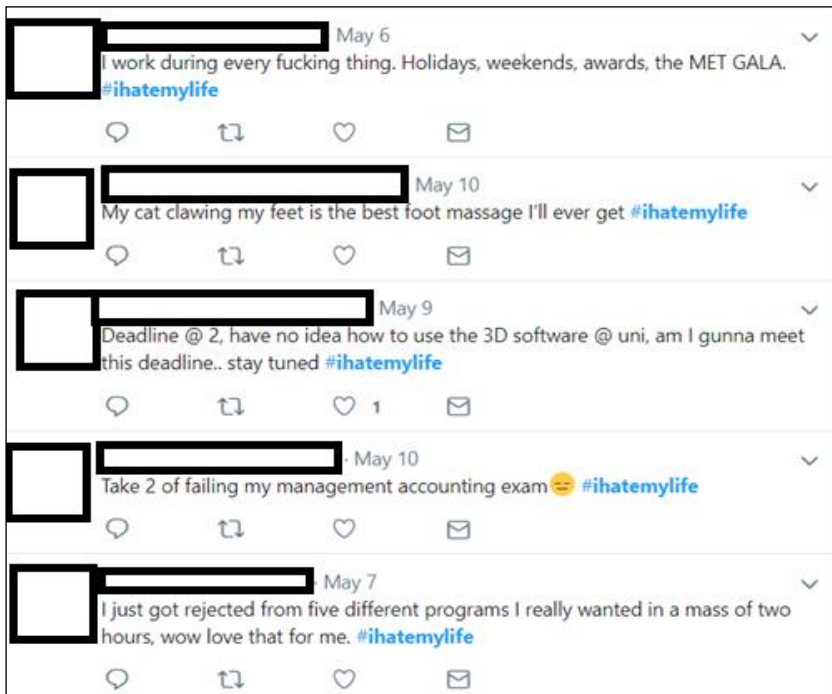 May 6
I work during every fucking thing. Holidays, weekends, awards, the MET GALA.
#ihatemylife
May 10
My cat clawing my feet is the best foot massage I'll ever get #ihatemylife
May 9
Deadline @ 2, have no idea how to use the 3D software @ uni, am I gunna meet
this deadline.. stay tuned #ihatemylife
1
· May 10
Take 2 of failing my management accounting exam😑 #ihatemylife
· May 7
I just got rejected from five different programs I really wanted in a mass of two
hours, wow love that for me. #ihatemylife